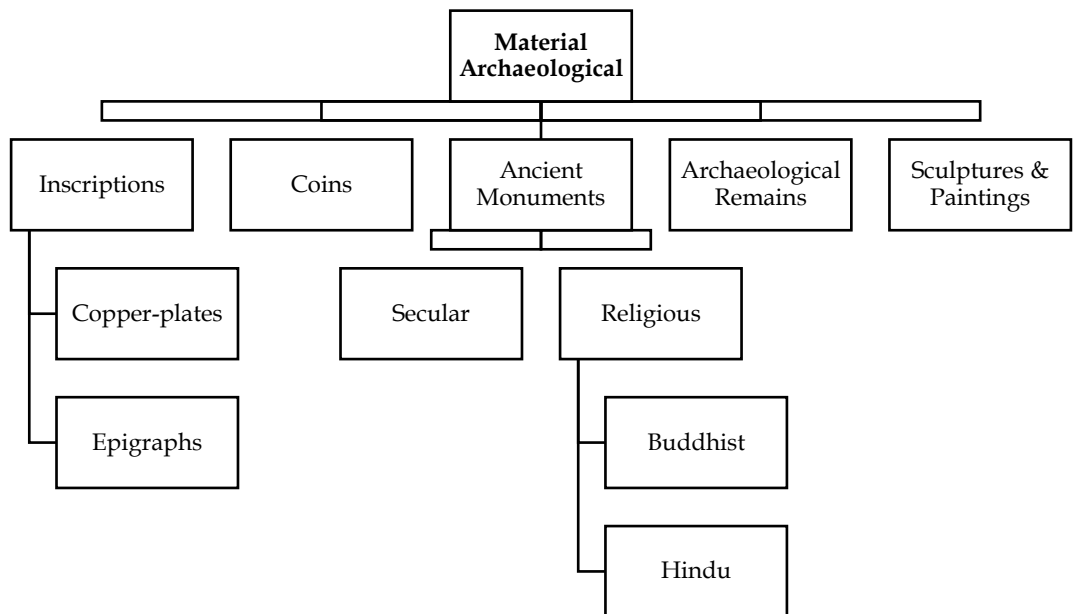 Material
Archaeological
Inscriptions
Coins
Ancient
Monuments
Archaeological
Remains
Sculptures &
Paintings
Copper-plates
Secular
Religious
Epigraphs
Buddhist
Hindu